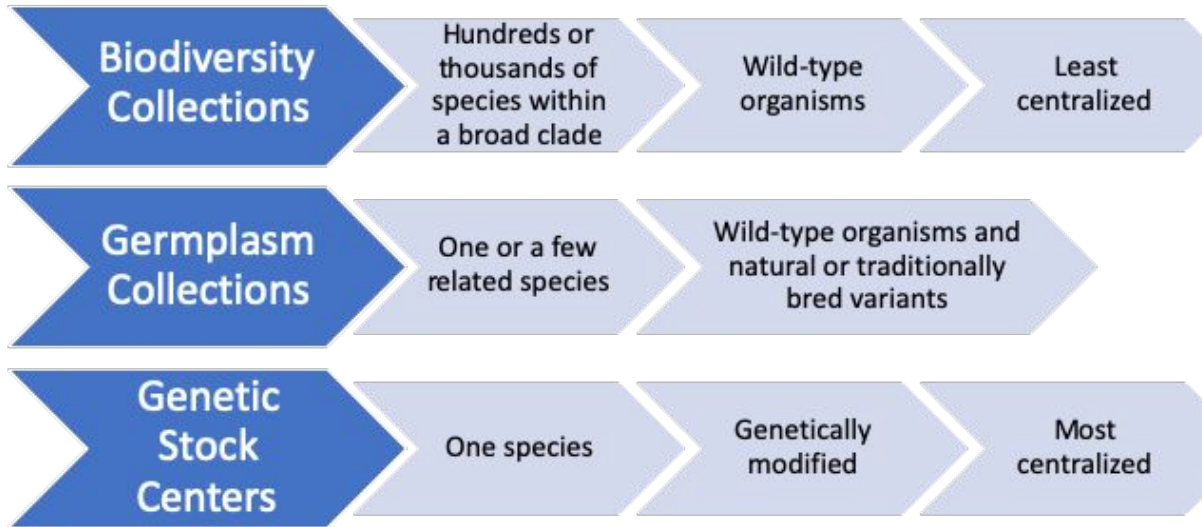 Biodiversity
Collections
Hundreds or
thousands of
species within
a broad clade
Wild-type
organisms
Least
centralized
Germplasm
Collections
One or a few
related species
Wild-type organisms and
natural or traditionally
bred variants
Genetic
Stock
Centers
One species
Genetically
modified
Most
centralized